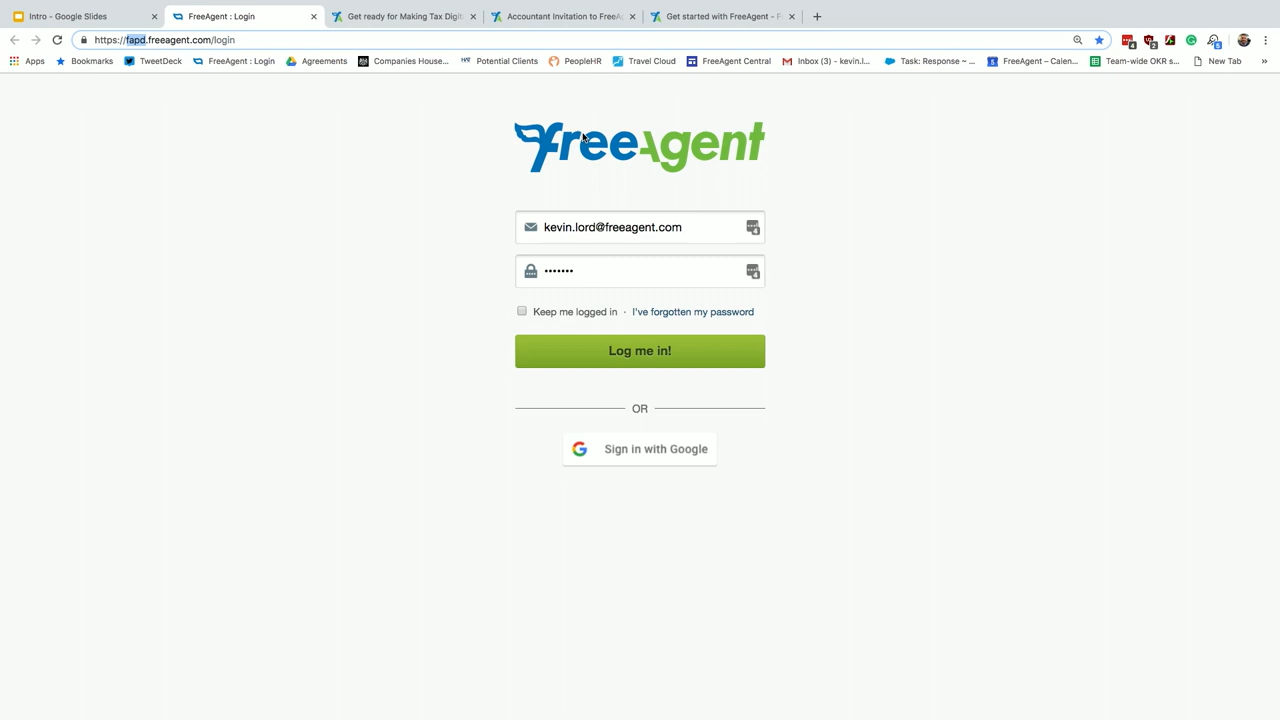 Intro - Google Slides
FreeAgent : Login
Get ready for Making Tax Digit
Accountant Invitation to FreeAg
Get started with FreeAgent - F
https://fapd.freeagent.com/login
Apps
Bookmarks
TweetDeck
FreeAgent : Login
Agreements
Companies House...
Potential Clients
PeopleHR
Travel Cloud
FreeAgent Central
Inbox (3) - kevin.l...
Task: Response ~ ...
FreeAgent – Calen...
Team-wide OKR s...
New Tab
»
freeAgent
kevin.lord@freeagent.com
•••••••
Keep me logged in · I've forgotten my password
Log me in!
OR
Sign in with Google